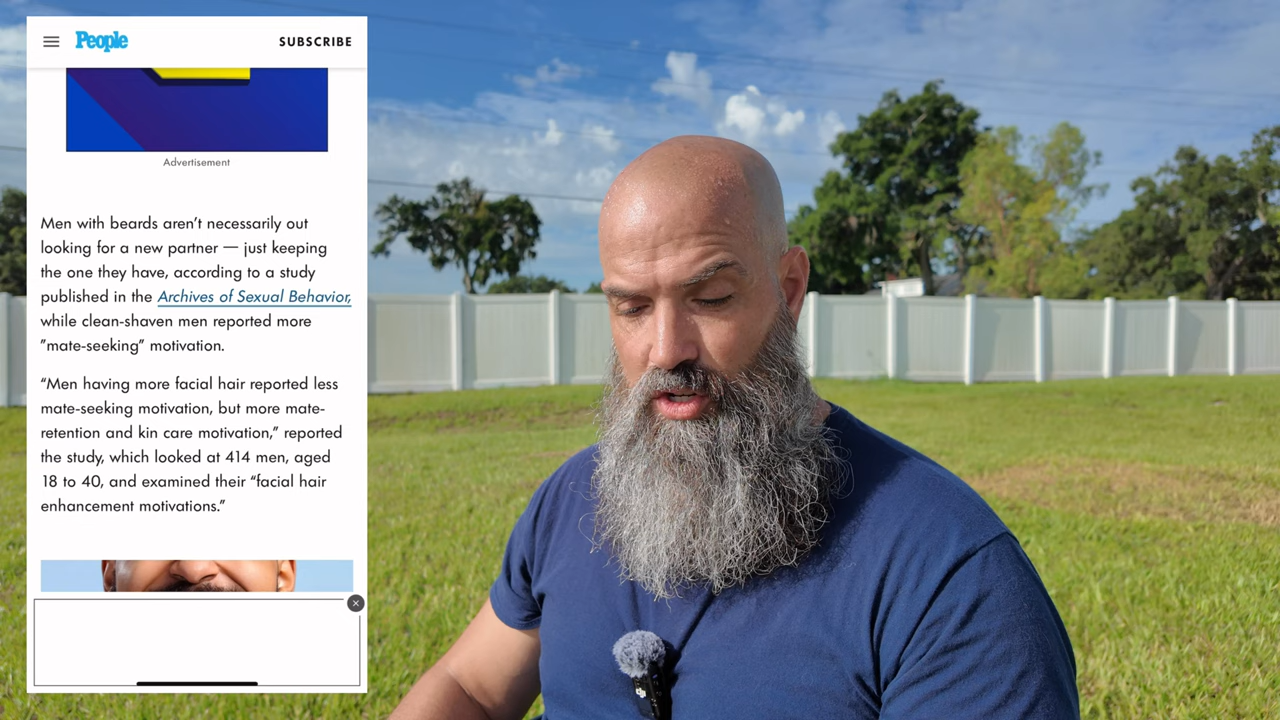 People
SUBSCRIBE
Advertisement
Men with beards aren't necessarily out
looking for a new partner — just keeping
the one they have, according to a study
published in the Archives of Sexual Behavior,
while clean-shaven men reported more
"mate-seeking" motivation.
“Men having more facial hair reported less
mate-seeking motivation, but more mate-
retention and kin care motivation,” reported
the study, which looked at 414 men, aged
18 to 40, and examined their “facial hair
enhancement motivations.”